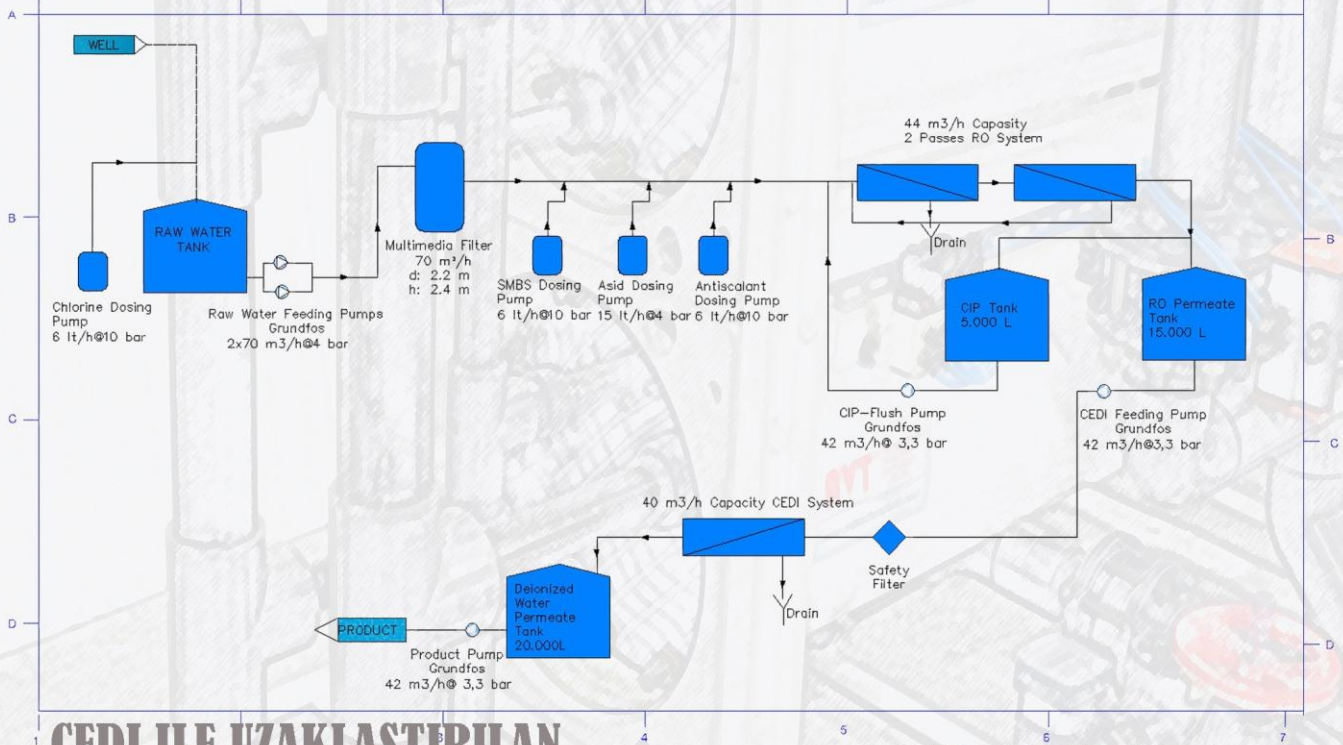 A
WELL
44 m3/h Capasity
2 Passes RO System
B
RAW WATER
TANK
Multimedia Filter
70 m³/h
d: 2.2 m
h: 2.4 m
Drain
B
Chlorine Dosing
Pump
6 lt/h@10 bar
Raw Water Feeding Pumps
Grundfos
2x70 m3/h@4 bar
SMBS Dosing
Pump
6 lt/h@10 bar
Asid Dosing
Pump
15 lt/h@4 bar
Antiscalant
Dosing Pump
6 lt/h@10 bar
CIP Tank
5.000 L
RO Permeate
Tank
15.000 L
C
CIP-Flush Pump
Grundfos
42 m3/h@ 3,3 bar
CEDI Feeding Pump
Grundfos
42 m3/h@3,3 bar
C
40 m3/h Capacity CEDI System
Safety
Filter
Deionized
Water
Permeate
Tank
20.000L
Drain
D
PRODUCT
Product Pump
Grundfos
42 m3/h@ 3,3 bar
D
1
3
4
5
6
7
CEDI ILE UZAKLASTIRILAN